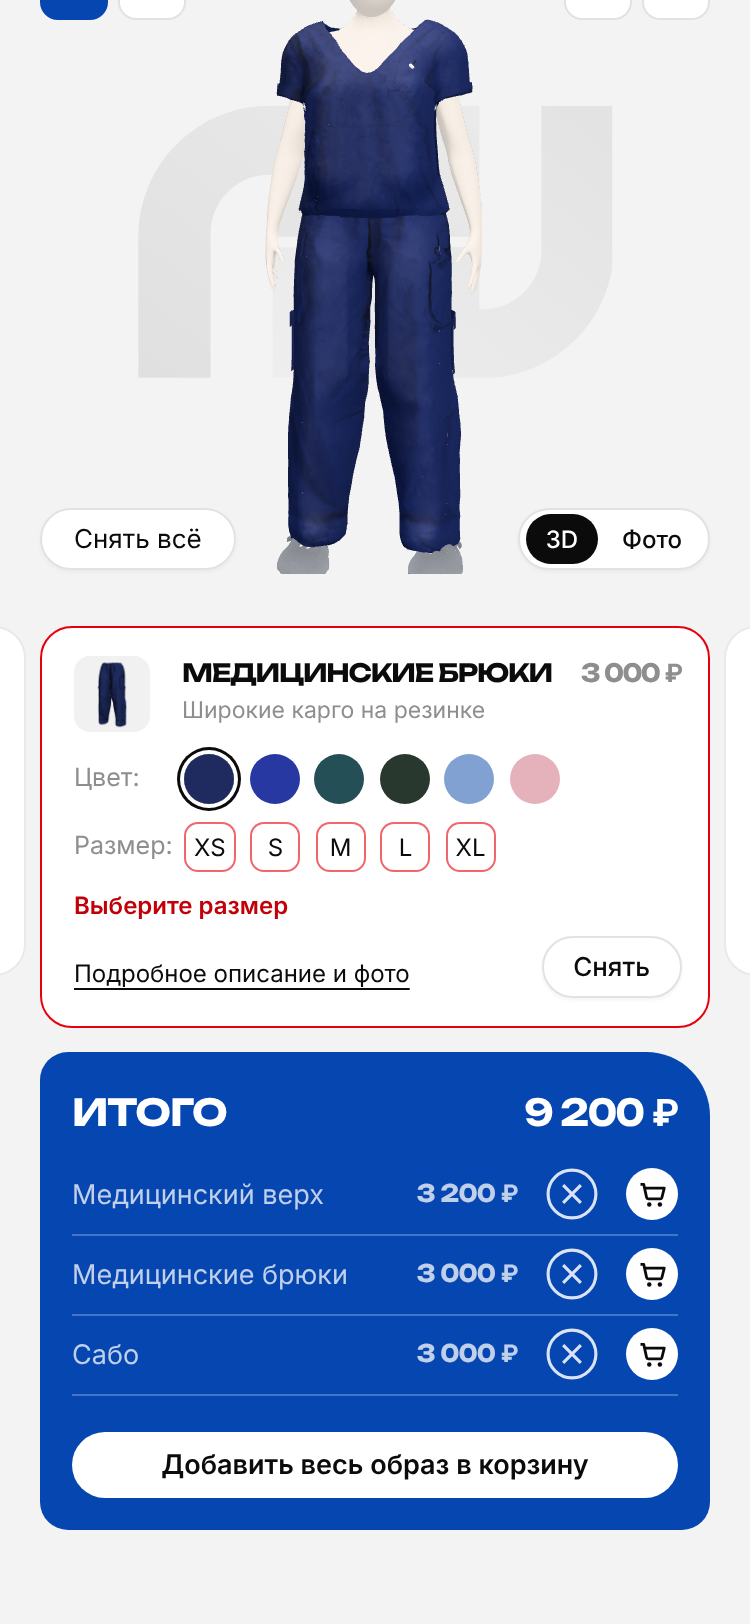 Снять всё
3D Фото
МЕДИЦИНСКИЕ БРЮКИ 3 000 ₽
Широкие карго на резинке
Цвет:
Размер: XS S M L XL
Выберите размер
Подробное описание и фото Снять
ИТОГО 9 200 ₽
Медицинский верх 3 200 ₽
Медицинские брюки 3 000 ₽
Сабо 3 000 ₽
Добавить весь образ в корзину